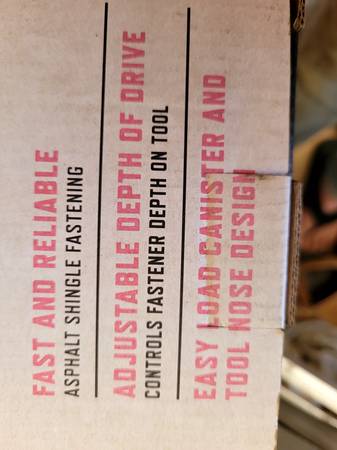 FAST AND RELIABLE
ASPHALT SHINGLE FASTENING
ADJUSTABLE DEPTH OF DRIVE
CONTROLS FASTENER DEPTH ON TOOL
EASY LOAD CANISTER AND
TOOL NOSE DESIGN